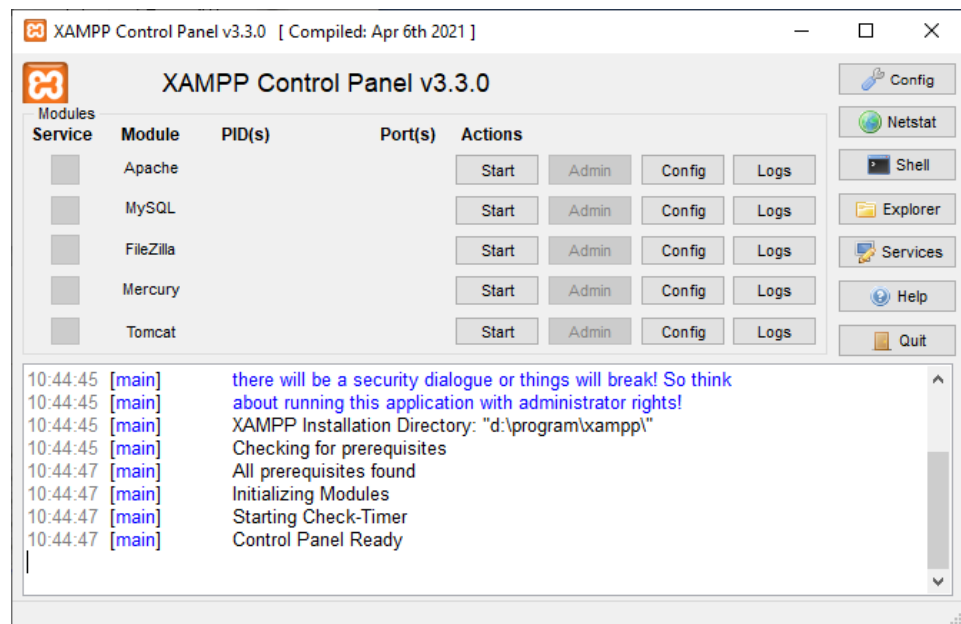 XAMPP Control Panel v3.3.0 [ Compiled: Apr 6th 2021 ]
XAMPP Control Panel v3.3.0
Config
Modules
Service Module PID(s) Port(s) Actions
Netstat
Apache Start Admin Config Logs
Shell
MySQL Start Admin Config Logs
Explorer
FileZilla Start Admin Config Logs
Services
Mercury Start Admin Config Logs
Help
Tomcat Start Admin Config Logs
Quit
10:44:45 [main] there will be a security dialogue or things will break! So think
10:44:45 [main] about running this application with administrator rights!
10:44:45 [main] XAMPP Installation Directory: "d:\program\xampp\"
10:44:45 [main] Checking for prerequisites
10:44:47 [main] All prerequisites found
10:44:47 [main] Initializing Modules
10:44:47 [main] Starting Check-Timer
10:44:47 [main] Control Panel Ready